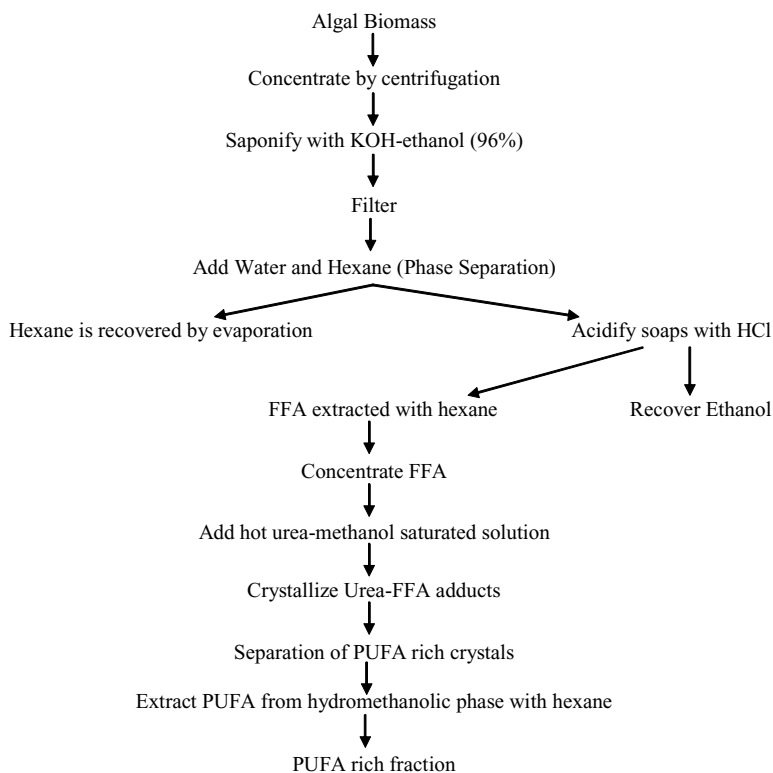 Algal Biomass
Concentrate by centrifugation
Saponify with KOH-ethanol (96%)
Filter
Add Water and Hexane (Phase Separation)
Hexane is recovered by evaporation
Acidify soaps with HCl
FFA extracted with hexane
Recover Ethanol
Concentrate FFA
Add hot urea-methanol saturated solution
Crystallize Urea-FFA adducts
Separation of PUFA rich crystals
Extract PUFA from hydromethanolic phase with hexane
PUFA rich fraction